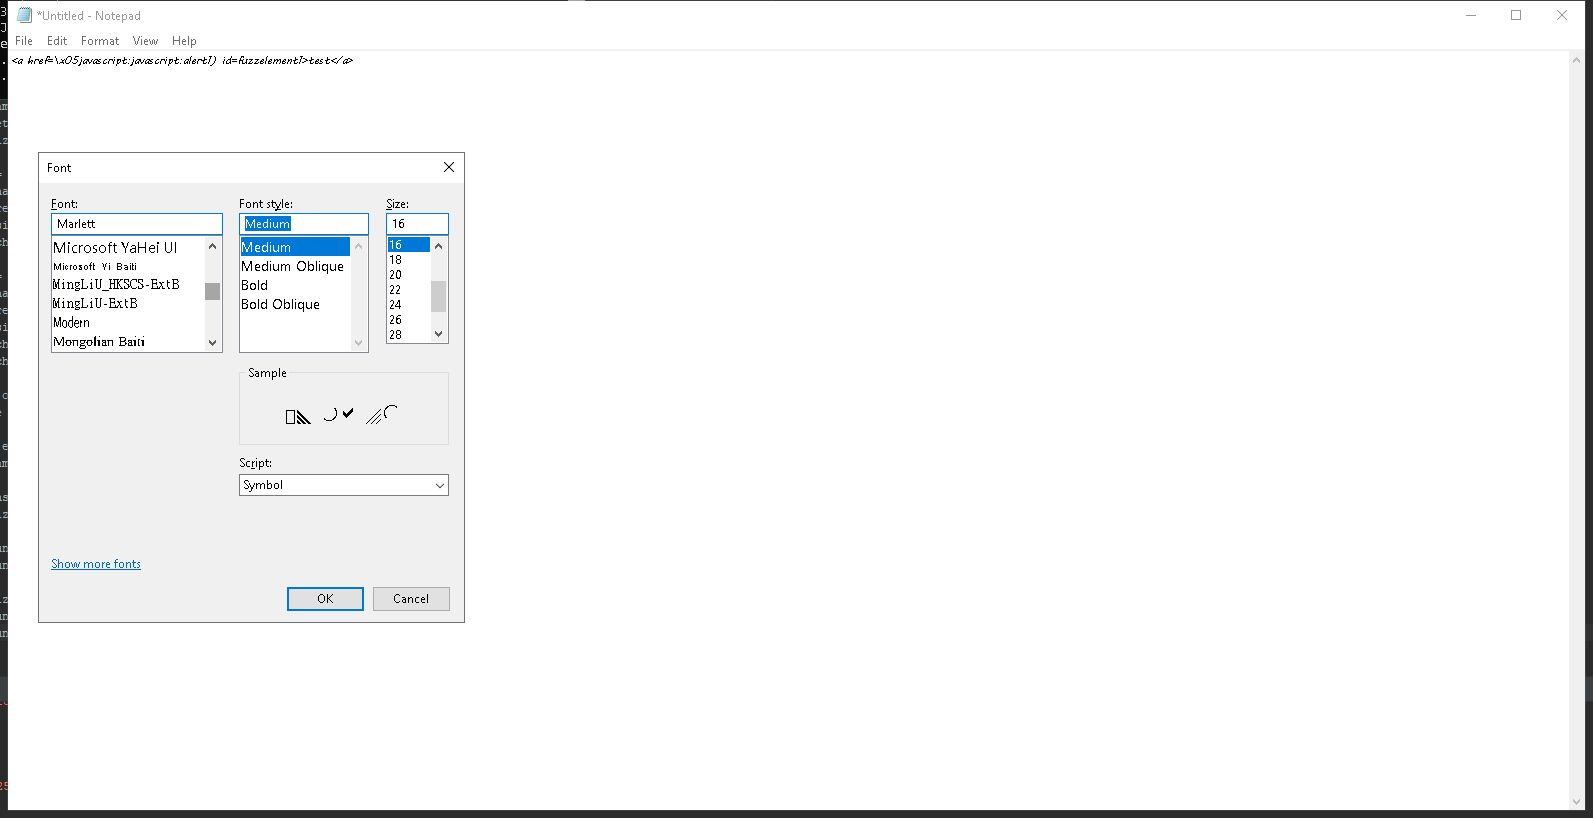 *Untitled - Notepad
File Edit Format View Help
<a href=\x05javascript:javascript:alert1) id=fuzzelement1>test</a>
Font
Font: Font style: Size:
Marlett Medium 16
Microsoft YaHei UI Medium 16
Microsoft Yi Baiti Medium Oblique 18
MingLiU_HKSCS-ExtB Bold 20
MingLiU-ExtB Bold Oblique 22
Modern 24
Mongolian Baiti 26
28
Sample
Script:
Symbol
Show more fonts
OK Cancel